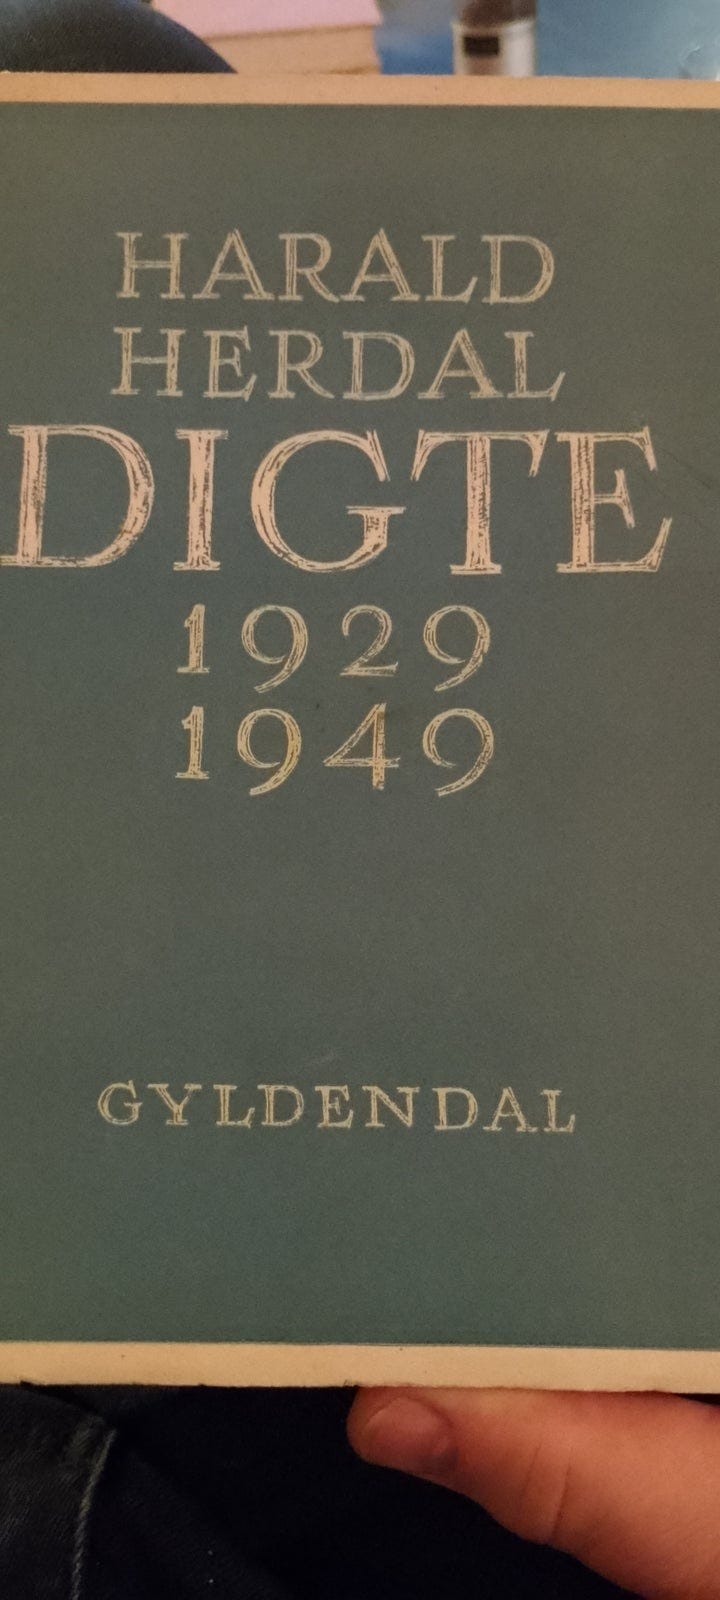 HARALD
HERDAL
DIGTE
1929
1949
GYLDENDAL